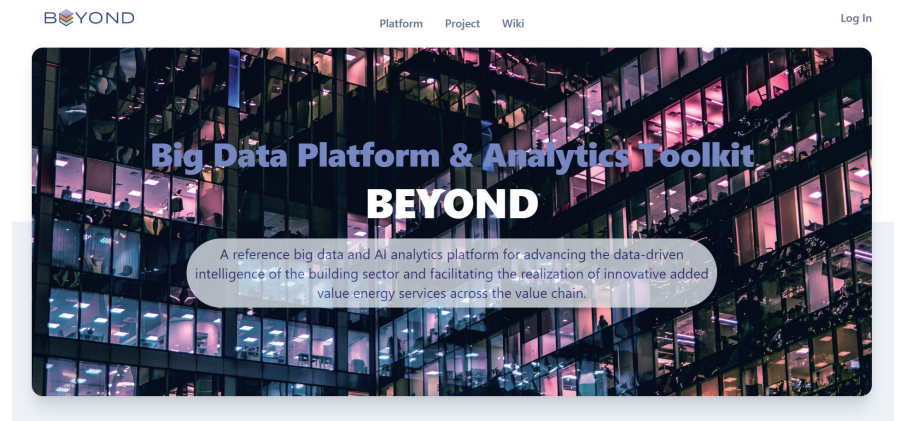 BEYOND
Platform Project Wiki
Log In
Big Data Platform & Analytics Toolkit
BEYOND
A reference big data and AI analytics platform for advancing the data-driven
intelligence of the building sector and facilitating the realization of innovative added
value energy services across the value chain.